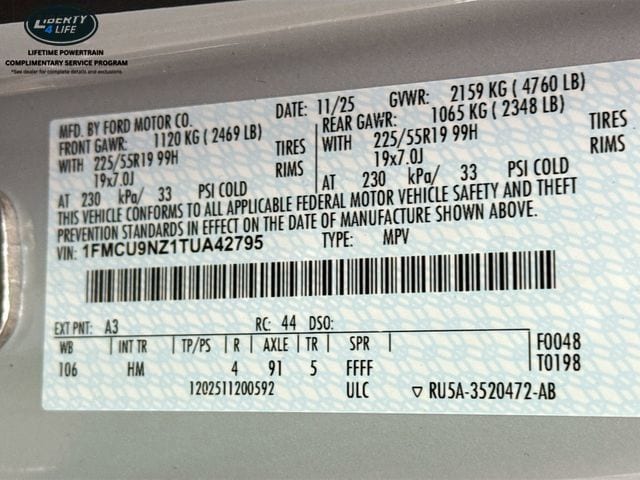 LIBERTY
4 LIFE
LIFETIME POWERTRAIN
COMPLIMENTARY SERVICE PROGRAM
*See dealer for complete details and exclusions.
MFD. BY FORD MOTOR CO. DATE: 11/25 GVWR: 2159 KG ( 4760 LB)
FRONT GAWR: 1120 KG ( 2469 LB) REAR GAWR: 1065 KG ( 2348 LB)
WITH 225/55R19 99H TIRES 225/55R19 99H TIRES
19x7.0J RIMS WITH 19x7.0J RIMS
AT 230 kPa/ 33 PSI COLD AT 230 kPa/ 33 PSI COLD
THIS VEHICLE CONFORMS TO ALL APPLICABLE FEDERAL MOTOR VEHICLE SAFETY AND THEFT
PREVENTION STANDARDS IN EFFECT ON THE DATE OF MANUFACTURE SHOWN ABOVE.
VIN: 1FMCU9NZ1TUA42795 TYPE: MPV
EXT PNT: A3 RC: 44 DSO:
WB INT TR TP/PS R AXLE TR SPR F0048
106 HM 4 91 5 FFFF T0198
1202511200592 ULC ▽ RU5A-3520472-AB